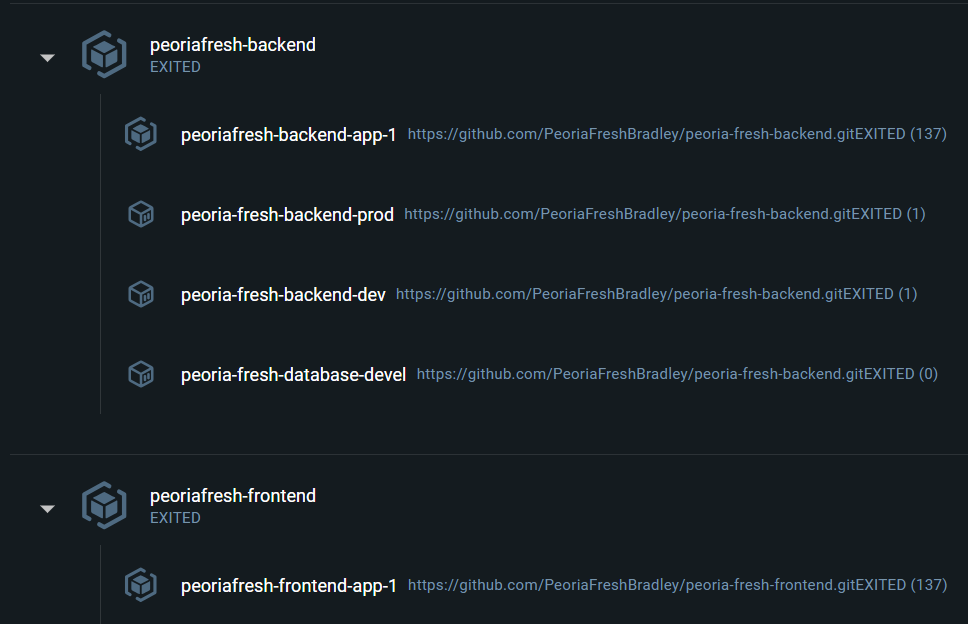 peoriafresh-backend
EXITED
peoriafresh-backend-app-1 https://github.com/PeoriaFreshBradley/peoria-fresh-backend.gitEXITED (137)
peoria-fresh-backend-prod https://github.com/PeoriaFreshBradley/peoria-fresh-backend.gitEXITED (1)
peoria-fresh-backend-dev https://github.com/PeoriaFreshBradley/peoria-fresh-backend.gitEXITED (1)
peoria-fresh-database-devel https://github.com/PeoriaFreshBradley/peoria-fresh-backend.gitEXITED (0)
peoriafresh-frontend
EXITED
peoriafresh-frontend-app-1 https://github.com/PeoriaFreshBradley/peoria-fresh-frontend.gitEXITED (137)